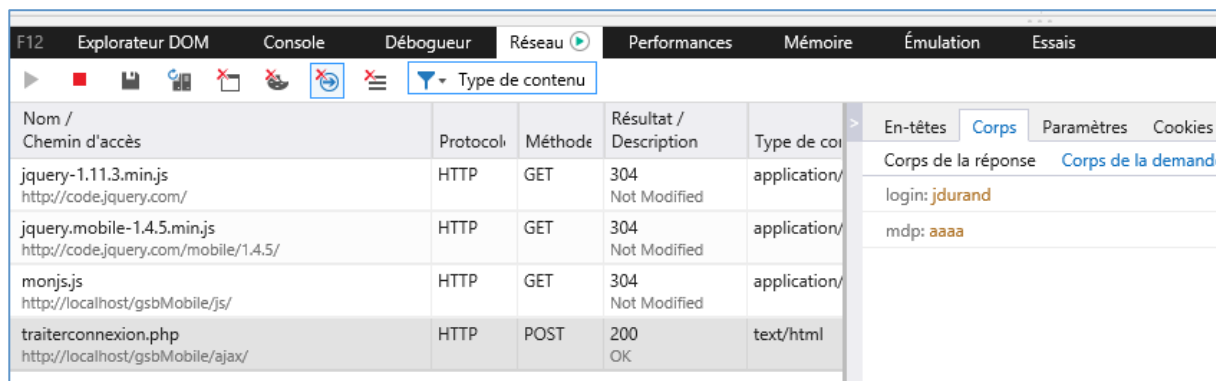 F12 Explorateur DOM Console Débogueur Réseau Performances Mémoire Émulation Essais
Type de contenu
Nom /
Chemin d'accès
Protocol
Méthode
Résultat /
Description
Type de cor
jquery-1.11.3.min.js HTTP GET 304 application/
http://code.jquery.com/ Not Modified
jquery.mobile-1.4.5.min.js HTTP GET 304 application/
http://code.jquery.com/mobile/1.4.5/ Not Modified
monjs.js HTTP GET 304 application/
http://localhost/gsbMobile/js/ Not Modified
traiterconnexion.php HTTP POST 200 text/html
http://localhost/gsbMobile/ajax/ OK
En-têtes Corps Paramètres Cookies
Corps de la réponse Corps de la demand
login: jdurand
mdp: aaaa